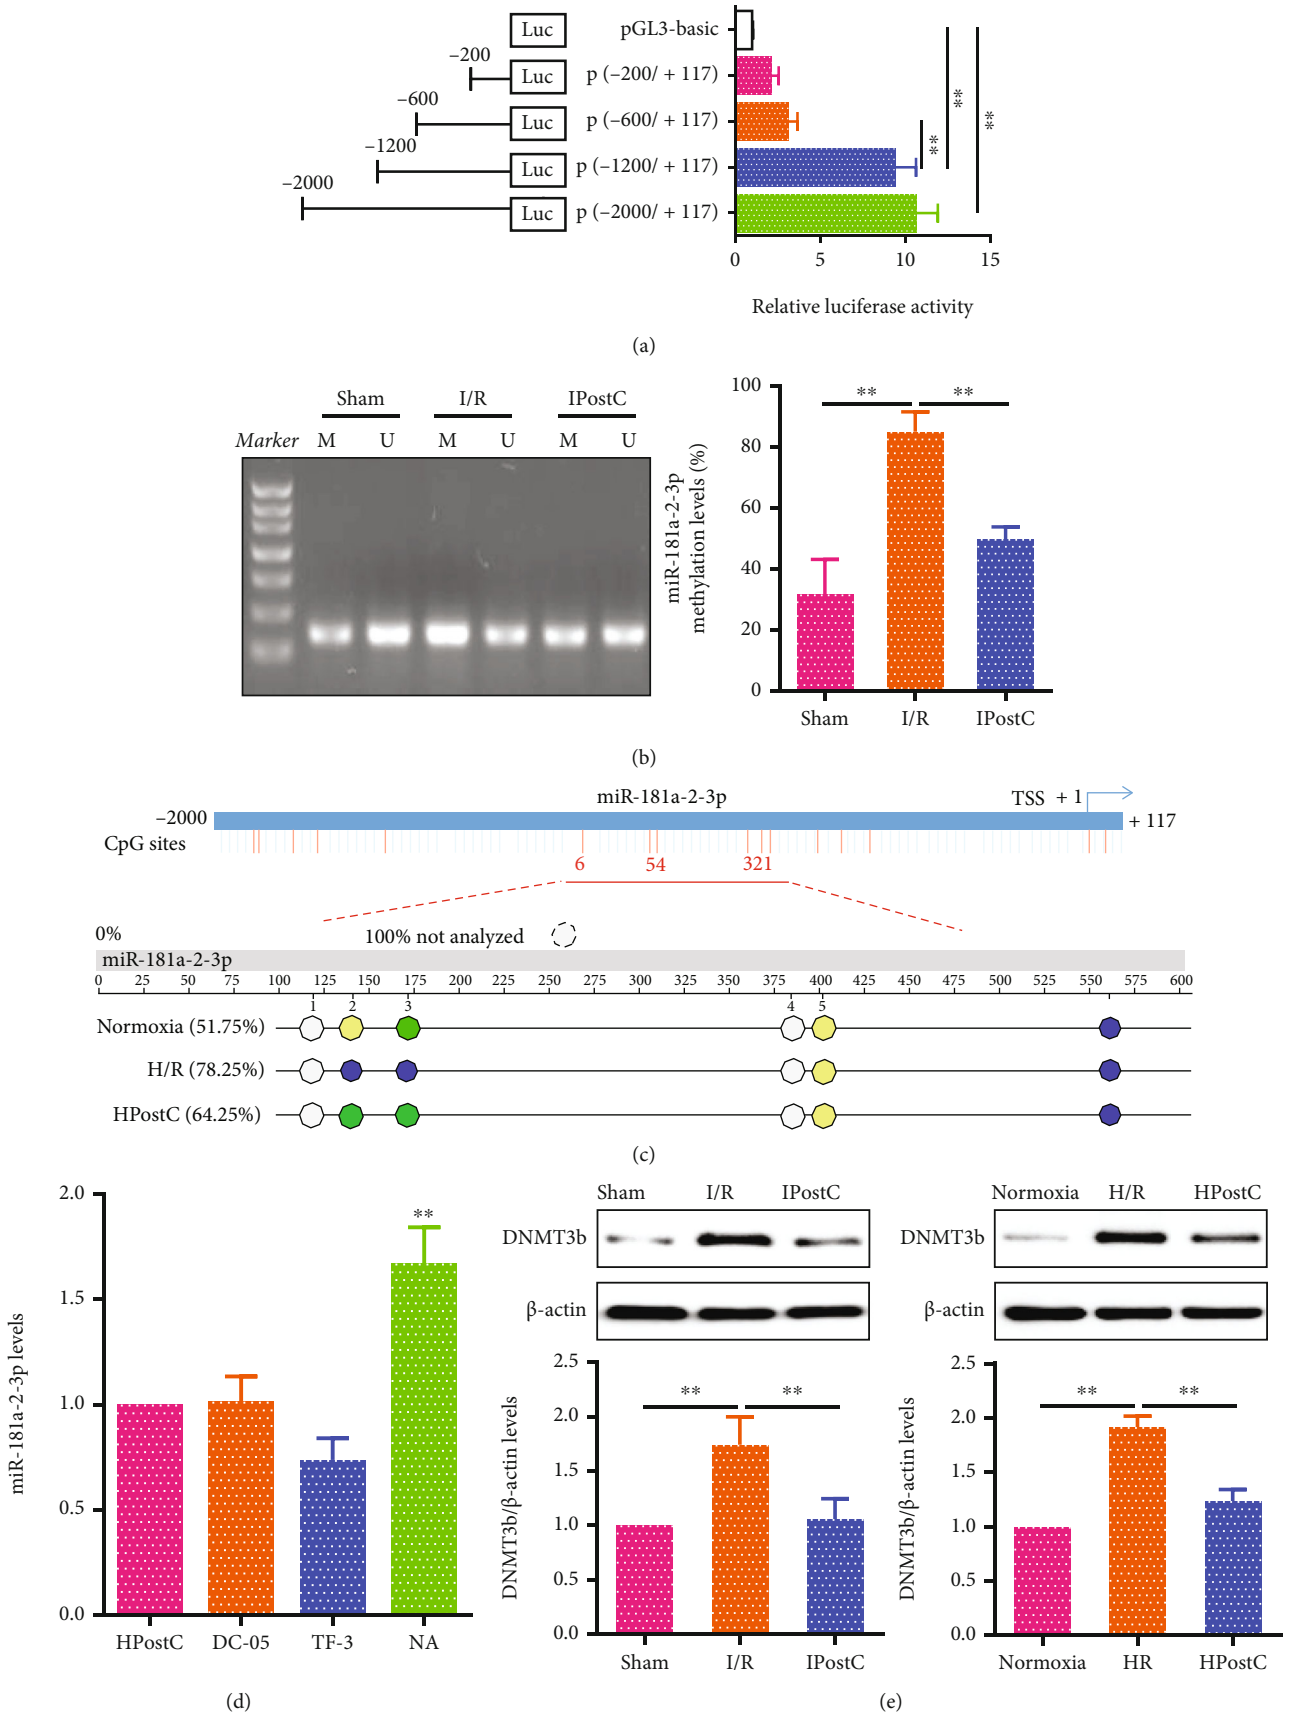 Luc pGL3-basic
–200
Luc p (–200/ + 117)
–600
Luc p (–600/ + 117)
–1200
Luc p (–1200/ + 117)
–2000
Luc p (–2000/ + 117)
** ** **
0 5 10 15
Relative luciferase activity
(a)
Sham I/R IPostC
Marker M U M U M U
miR-181a-2-3p
methylation levels (%)
100
80
60
40
20
0
** **
Sham I/R IPostC
(b)
miR-181a-2-3p TSS + 1
–2000 + 117
CpG sites
6 54 321
0% 100% not analyzed
miR-181a-2-3p
0 25 50 75 100 125 150 175 200 225 250 275 300 325 350 375 400 425 450 475 500 525 550 575 600
1 2 3 4 5
Normoxia (51.75%)
H/R (78.25%)
HPostC (64.25%)
(c)
miR-181a-2-3p levels
2.0
1.5
1.0
0.5
0.0
**
HPostC DC-05 TF-3 NA
(d)
Sham I/R IPostC
DNMT3b
β-actin
DNMT3b/β-actin levels
2.5
2.0
1.5
1.0
0.5
0.0
** **
Sham I/R IPostC
Normoxia H/R HPostC
DNMT3b
β-actin
DNMT3b/β-actin levels
2.5
2.0
1.5
1.0
0.5
0.0
** **
Normoxia HR HPostC
(e)